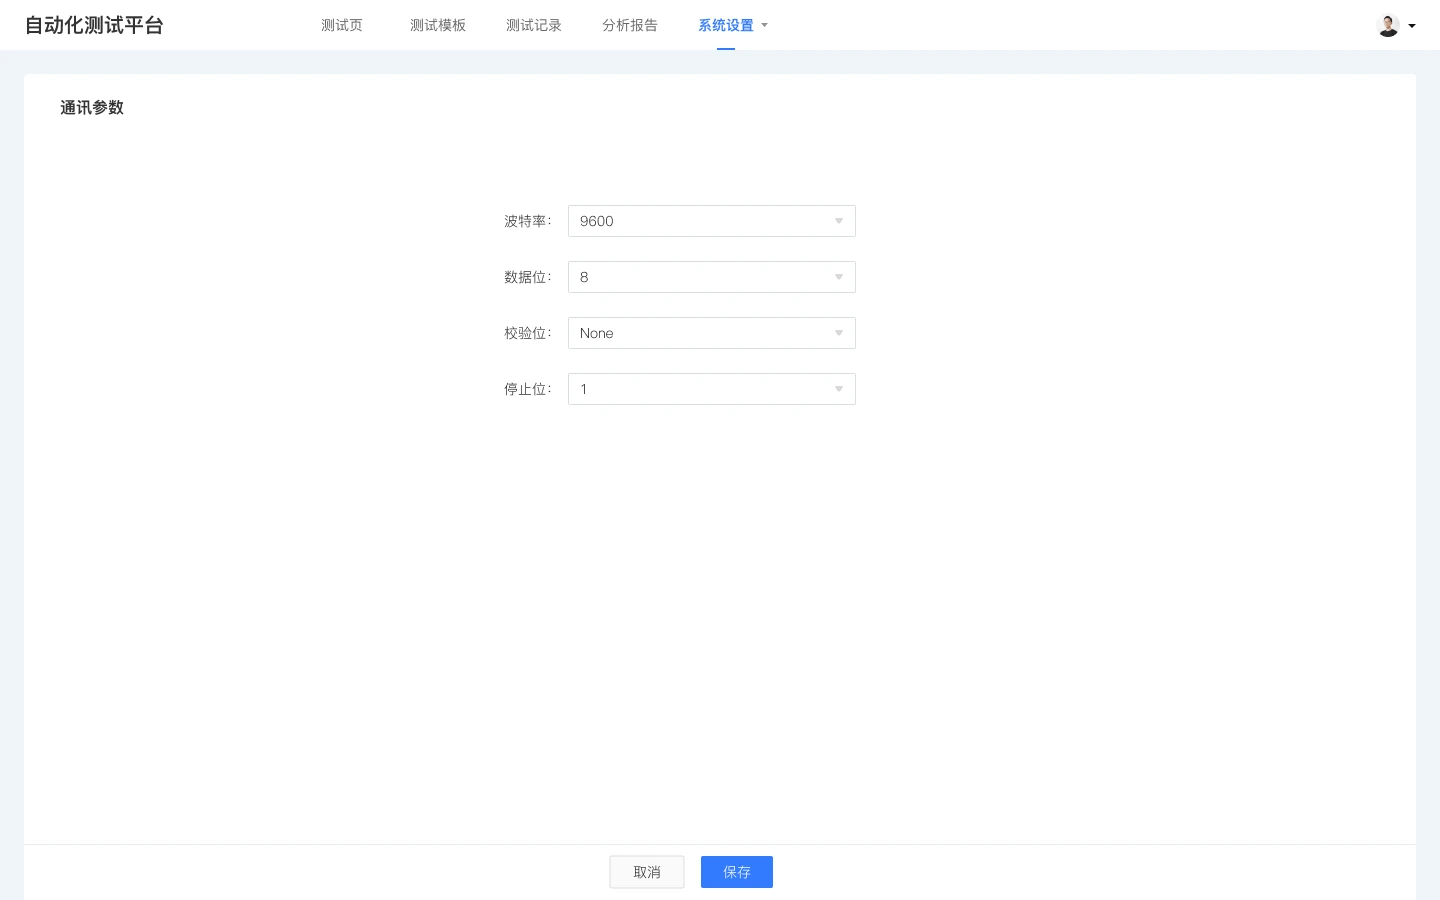 自动化测试平台
测试页 测试模板 测试记录 分析报告 系统设置
通讯参数
波特率： 9600
数据位： 8
校验位： None
停止位： 1
取消 保存